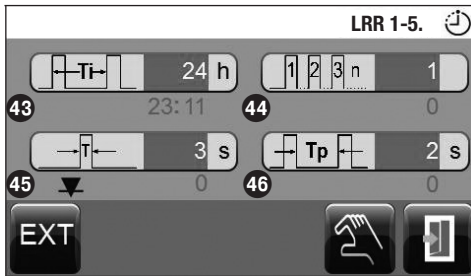 LRR 1-5.
Ti 24 h 1 2 3 n 1
43 23:11 44 0
T 3 s Tp 2 s
45 0 46 0
EXT